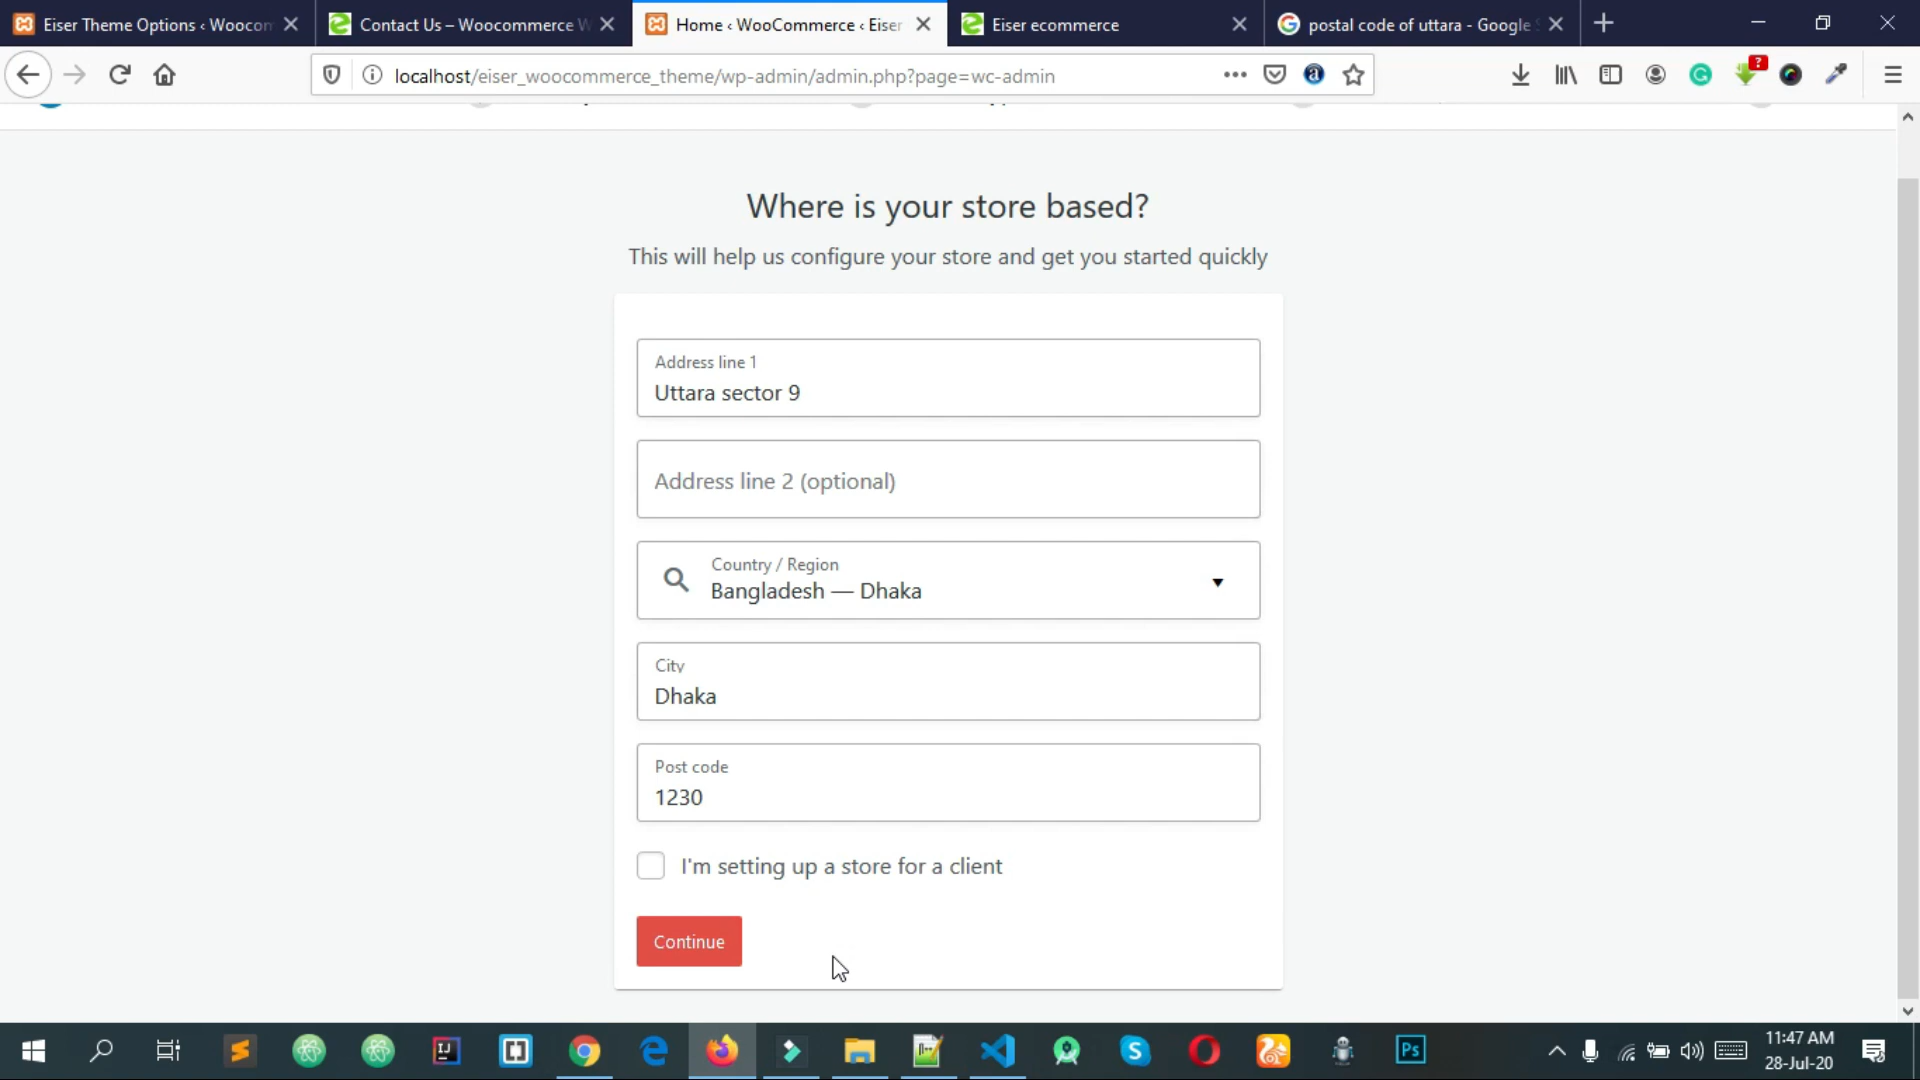 Eiser Theme Options ‹ Woocom
Contact Us – Woocommerce W
Home ‹ WooCommerce ‹ Eiser
Eiser ecommerce
postal code of uttara - Google S
localhost/eiser_woocommerce_theme/wp-admin/admin.php?page=wc-admin
Where is your store based?
This will help us configure your store and get you started quickly
Address line 1
Uttara sector 9
Address line 2 (optional)
Country / Region
Bangladesh — Dhaka
City
Dhaka
Post code
1230
I'm setting up a store for a client
Continue
11:47 AM
28-Jul-20